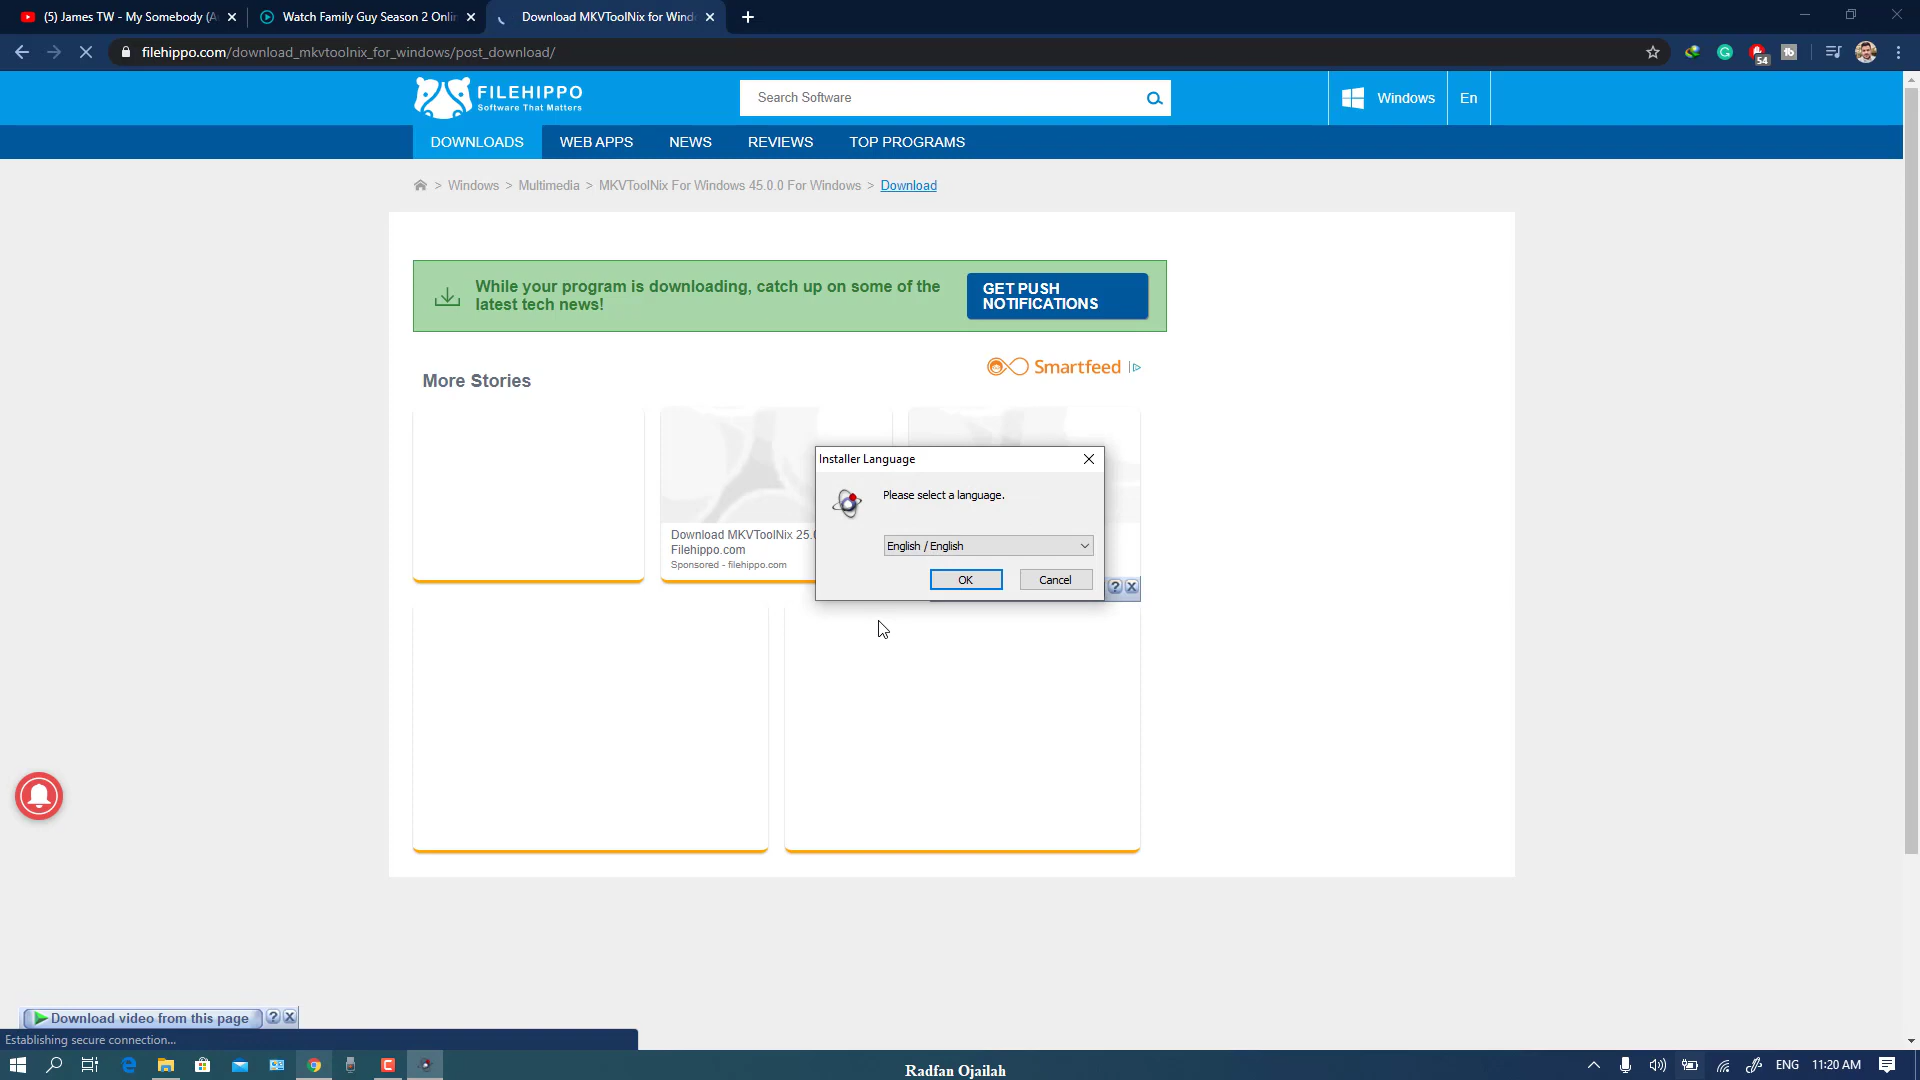 (5) James TW - My Somebody (A
Watch Family Guy Season 2 Onlin
Download MKVToolNix for Wind
filehippo.com/download_mkvtoolnix_for_windows/post_download/
54
FILEHIPPO
Software That Matters
Search Software
Windows
En
DOWNLOADS
WEB APPS
NEWS
REVIEWS
TOP PROGRAMS
> Windows > Multimedia > MKVToolNix For Windows 45.0.0 For Windows > Download
While your program is downloading, catch up on some of the
latest tech news!
GET PUSH
NOTIFICATIONS
Smartfeed
More Stories
Download MKVToolNix 25.
Filehippo.com
Sponsored - filehippo.com
Installer Language
Please select a language.
English / English
OK
Cancel
?
Download video from this page
?
Establishing secure connection...
Radfan Ojailah
ENG
11:20 AM